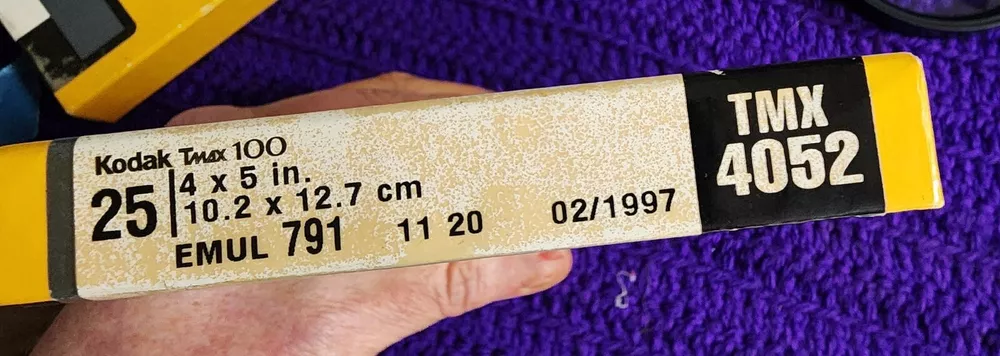 Kodak Tmax 100
25 4 x 5 in.
10.2 x 12.7 cm
EMUL 791 11 20 02/1997
TMX
4052